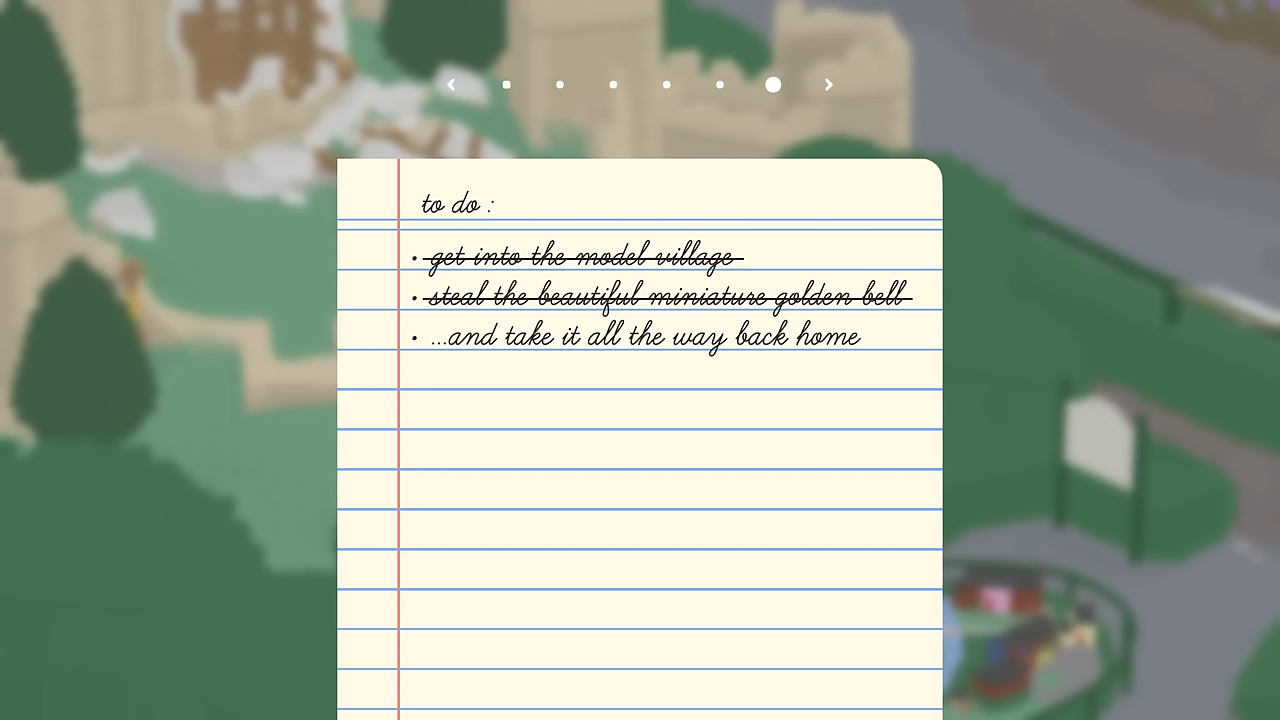 to do :
• get into the model village
• steal the beautiful miniature golden bell
• ...and take it all the way back home